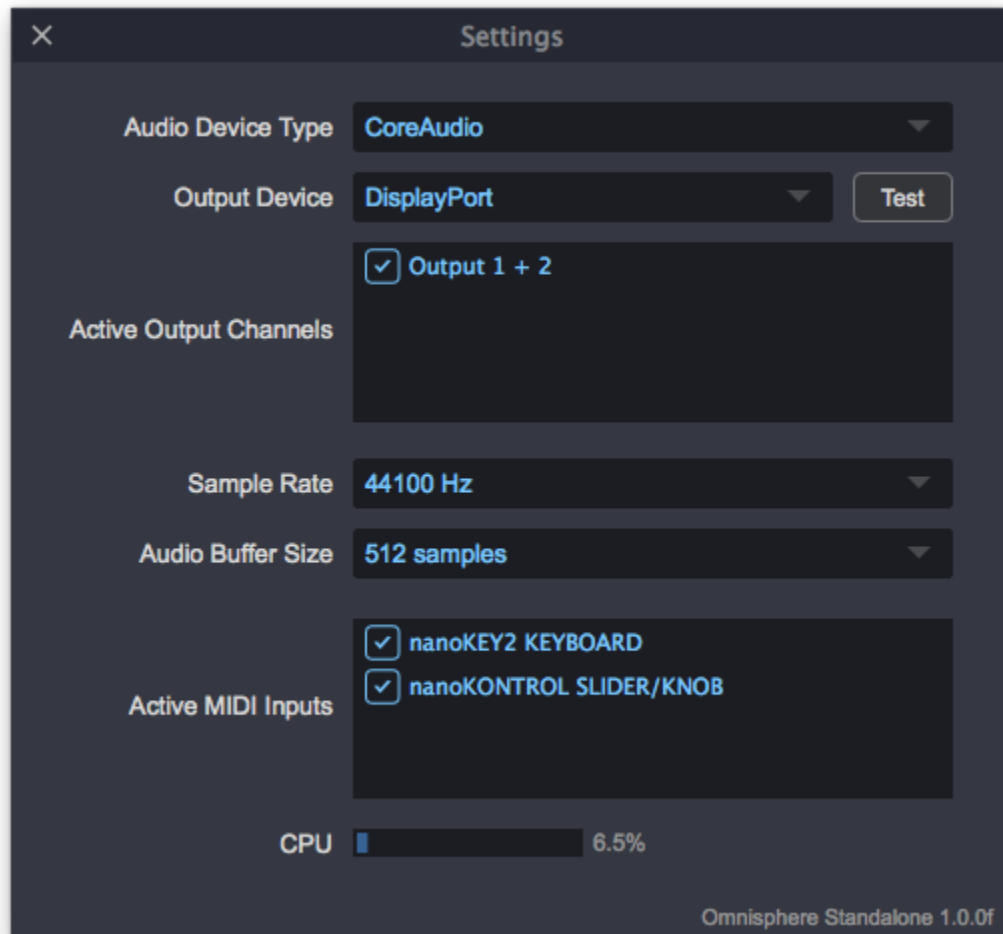 Settings
Audio Device Type CoreAudio
Output Device DisplayPort Test
Active Output Channels Output 1 + 2
Sample Rate 44100 Hz
Audio Buffer Size 512 samples
Active MIDI Inputs nanoKEY2 KEYBOARD
nanoKONTROL SLIDER/KNOB
CPU 6.5%
Omnisphere Standalone 1.0.0f